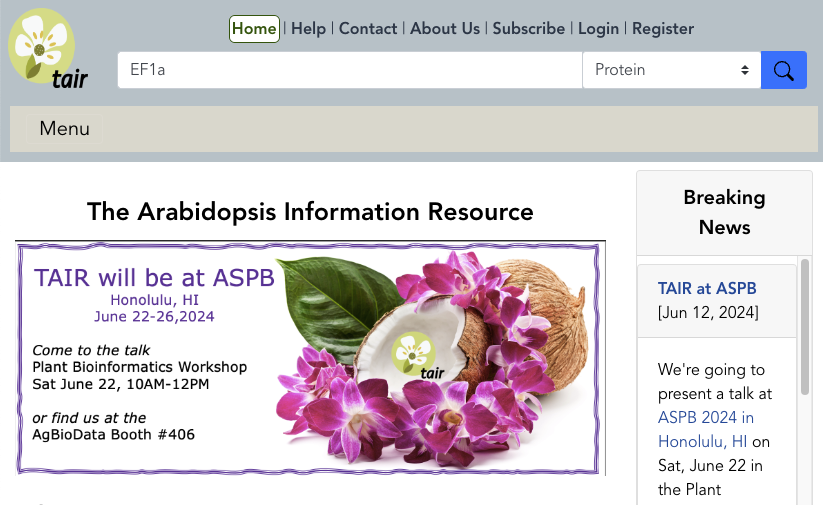 Home | Help | Contact | About Us | Subscribe | Login | Register
tair
EF1a
Protein
Menu
The Arabidopsis Information Resource
TAIR will be at ASPB
Honolulu, HI
June 22-26,2024
Come to the talk
Plant Bioinformatics Workshop
Sat June 22, 10AM-12PM
or find us at the
AgBioData Booth #406
tair
Breaking
News
TAIR at ASPB
[Jun 12, 2024]
We're going to
present a talk at
ASPB 2024 in
Honolulu, HI on
Sat, June 22 in
the Plant